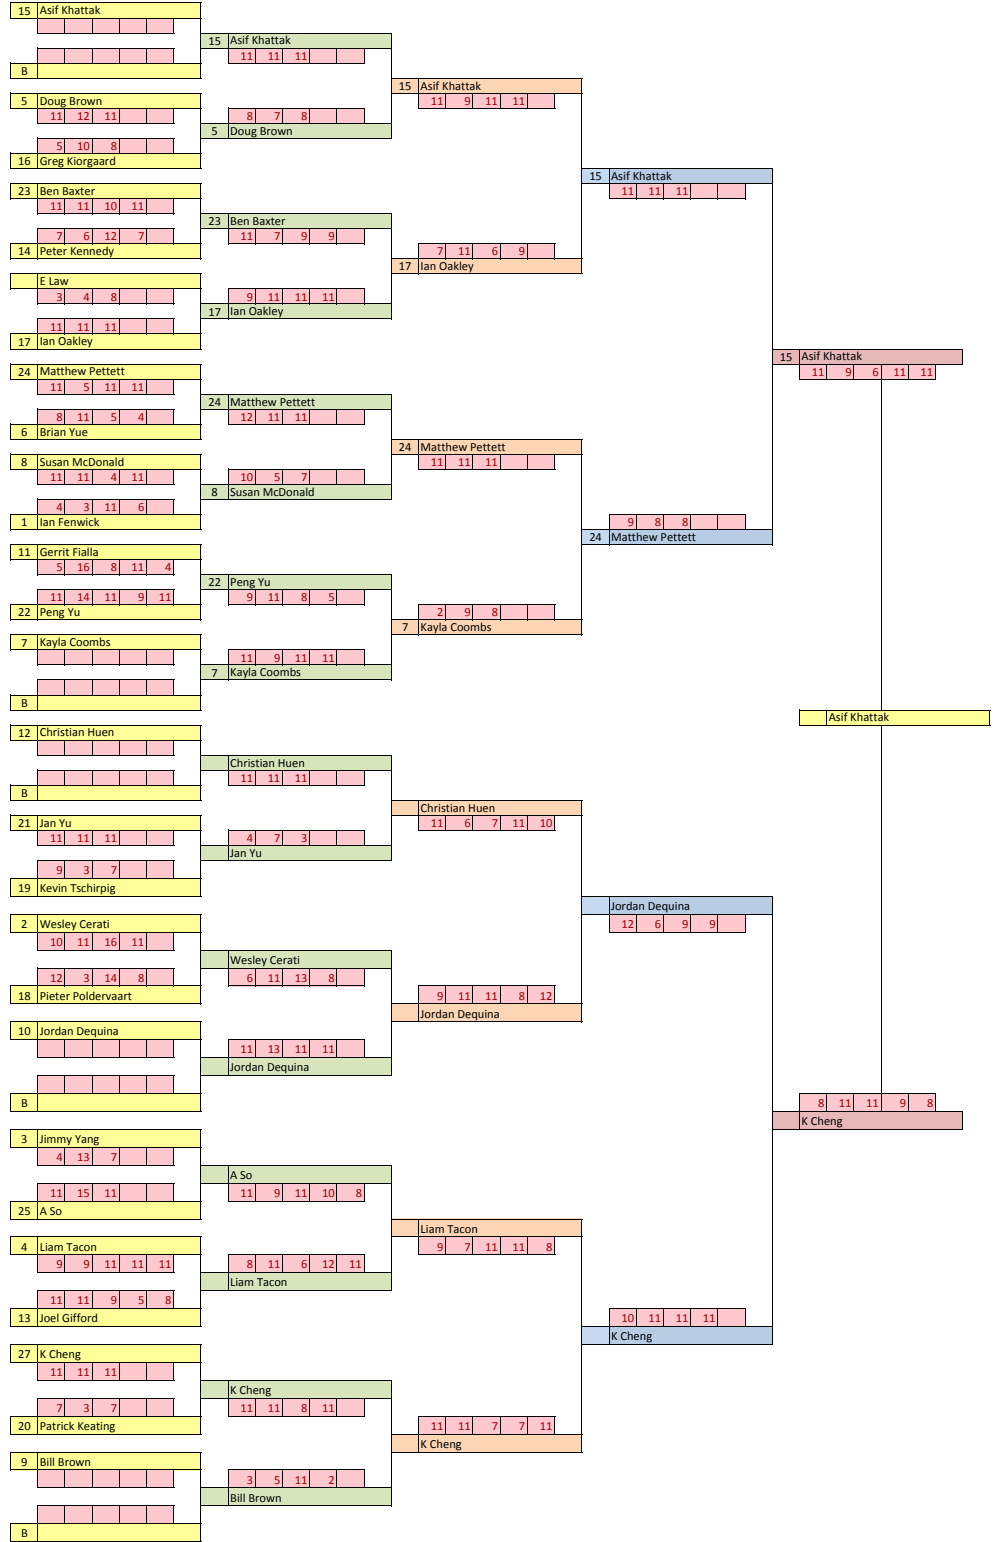 15 Asif Khattak
B
5 Doug Brown
11 12 11
5 10 8
16 Greg Kiorgaard
23 Ben Baxter
11 11 10 11
7 6 12 7
14 Peter Kennedy
E Law
3 4 8
11 11 11
17 Ian Oakley
24 Matthew Pettett
11 5 11 11
8 11 5 4
6 Brian Yue
8 Susan McDonald
11 11 4 11
4 3 11 6
1 Ian Fenwick
11 Gerrit Fialla
5 16 8 11 4
11 14 11 9 11
22 Peng Yu
7 Kayla Coombs
B
12 Christian Huen
B
21 Jan Yu
11 11 11
9 3 7
19 Kevin Tschirpig
2 Wesley Cerati
10 11 16 11
12 3 14 8
18 Pieter Poldervaart
10 Jordan Dequina
B
3 Jimmy Yang
4 13 7
11 15 11
25 A So
4 Liam Tacon
9 9 11 11 11
11 11 9 5 8
13 Joel Gifford
27 K Cheng
11 11 11
7 3 7
20 Patrick Keating
9 Bill Brown
B
15 Asif Khattak
11 11 11
8 7 8
5 Doug Brown
23 Ben Baxter
11 7 9 9
9 11 11 11
17 Ian Oakley
24 Matthew Pettett
12 11 11
10 5 7
8 Susan McDonald
22 Peng Yu
9 11 8 5
11 9 11 11
7 Kayla Coombs
Christian Huen
11 11 11
4 7 3
Jan Yu
Wesley Cerati
6 11 13 8
11 13 11 11
Jordan Dequina
A So
11 9 11 10 8
8 11 6 12 11
Liam Tacon
K Cheng
11 11 8 11
3 5 11 2
Bill Brown
15 Asif Khattak
11 9 11 11
7 11 6 9
17 Ian Oakley
24 Matthew Pettett
11 11 11
2 9 8
7 Kayla Coombs
Christian Huen
11 6 7 11 10
9 11 11 8 12
Jordan Dequina
Liam Tacon
9 7 11 11 8
11 11 7 7 11
K Cheng
15 Asif Khattak
11 11 11
9 8 8
24 Matthew Pettett
Jordan Dequina
12 6 9 9
10 11 11 11
K Cheng
15 Asif Khattak
11 9 6 11 11
8 11 11 9 8
K Cheng
Asif Khattak